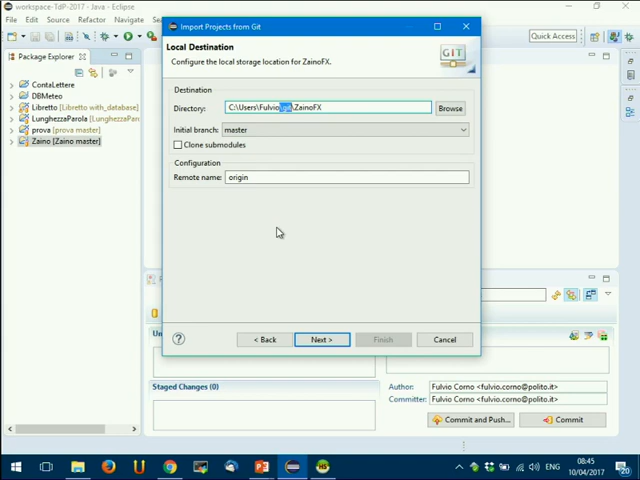 workspace-TdP-2017 - Java - Eclipse
File Edit Source Refactor Navigate
Quick Access
Package Explorer
ContaLettere
DBMeteo
Libretto [Libretto with_database]
LunghezzaParola [LunghezzaParola
prova [prova master]
Zaino [Zaino master]
Import Projects from Git
Local Destination
Configure the local storage location for ZainoFX.
GIT
Destination
Directory:
C:\Users\Fulvio\git\ZainoFX
Browse
Initial branch:
master
Clone submodules
Configuration
Remote name:
origin
?
< Back
Next >
Finish
Cancel
Staged Changes (0)
Author:
Fulvio Corno <fulvio.corno@polito.it>
Committer:
Fulvio Corno <fulvio.corno@polito.it>
Commit and Push...
Commit
ENG
08:45
10/04/2017
20